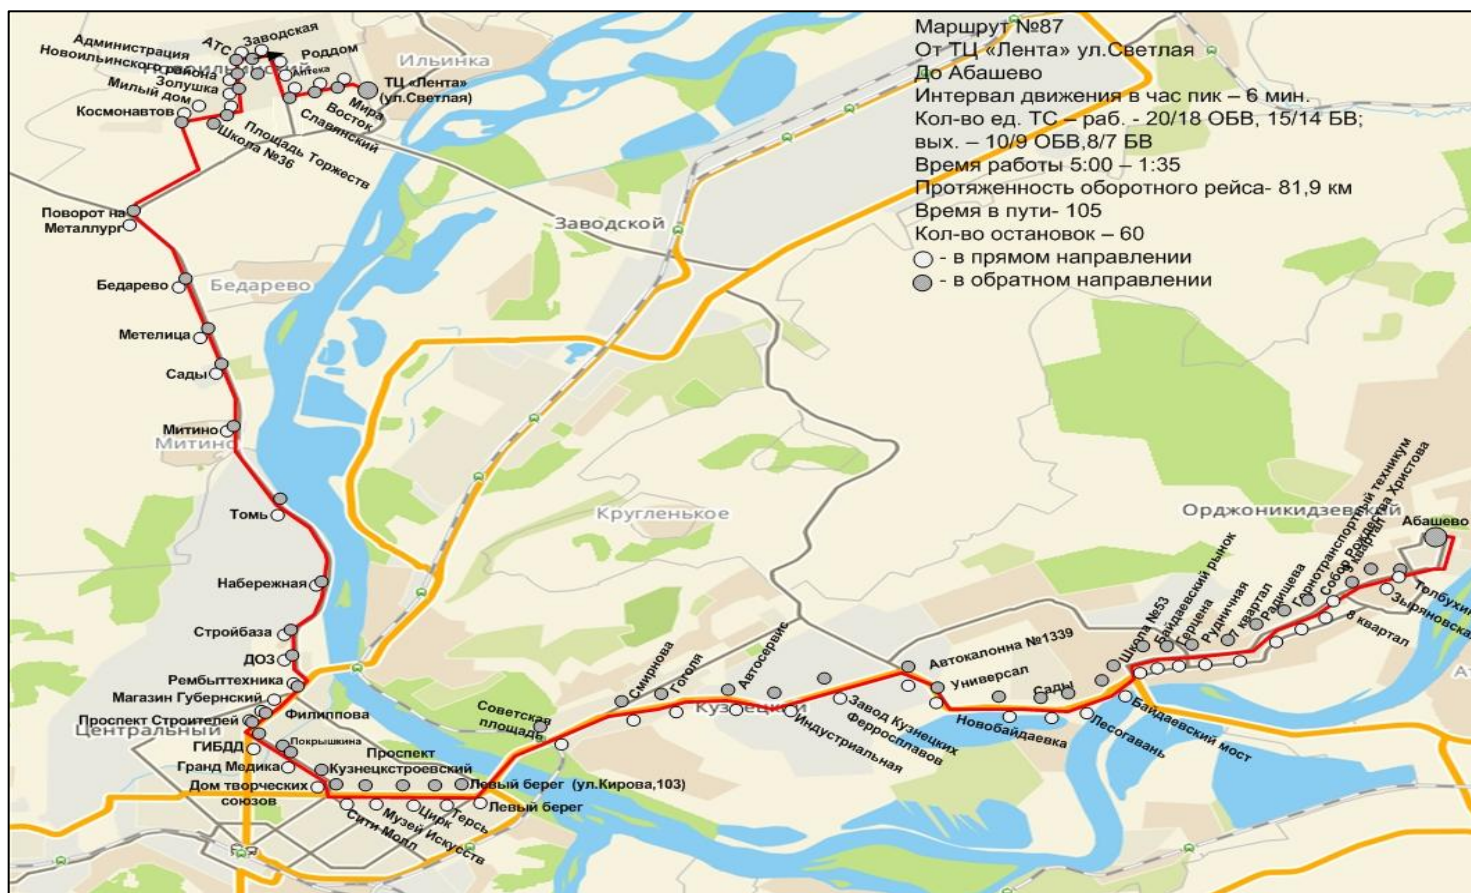 Маршрут №87
От ТЦ «Лента» ул.Светлая
До Абашево
Интервал движения в час пик – 6 мин.
Кол-во ед. ТС – раб. - 20/18 ОБВ, 15/14 БВ;
вых. – 10/9 ОБВ,8/7 БВ
Время работы 5:00 – 1:35
Протяженность оборотного рейса- 81,9 км
Время в пути- 105
Кол-во остановок – 60
- в прямом направлении
- в обратном направлении
ТЦ «Лента»
(ул.Светлая)
Мира
Восток
Славянский
Аптека
Роддом
Заводская
АТС
Администрация
Новоильинского района
Золушка
Милый дом
Космонавтов
Площадь Торжеств
Школа №36
Ильинка
Поворот на
Металлург
Бедарево
Бедарево
Метелица
Сады
Митино
Митино
Томь
Набережная
Стройбаза
ДОЗ
Рембыттехника
Магазин Губернский
Проспект Строителей
Филиппова
Центральный
ГИБДД
Покрышкина
Гранд Медика
Дом творческих
союзов
Проспект
Кузнецкстроевский
Сити Молл
Музей Искусств
Цирк
Терсь
Левый берег (ул.Кирова,103)
Левый берег
Советская
площадь
Смирнова
Гоголя
Автосервис
Кузнецкий
Индустриальная
Завод Кузнецких
Ферросплавов
Автокалонна №1339
Универсал
Новобайдаевка
Сады
Лесогавань
Байдаевский мост
Школа №53
Байдаевский рынок
Герцена
Рудничная
7 квартал
Радищева
Горнотранспортный техникум
Собор Рождества Христова
8 квартал
Зыряновская
Абашево
Орджоникидзевский
Заводской
Кругленькое